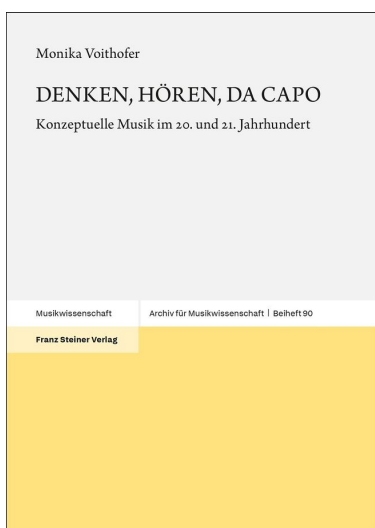 Monika Voithofer
DENKEN, HÖREN, DA CAPO
Konzeptuelle Musik im 20. und 21. Jahrhundert
Musikwissenschaft
Archiv für Musikwissenschaft | Beiheft 90
Franz Steiner Verlag